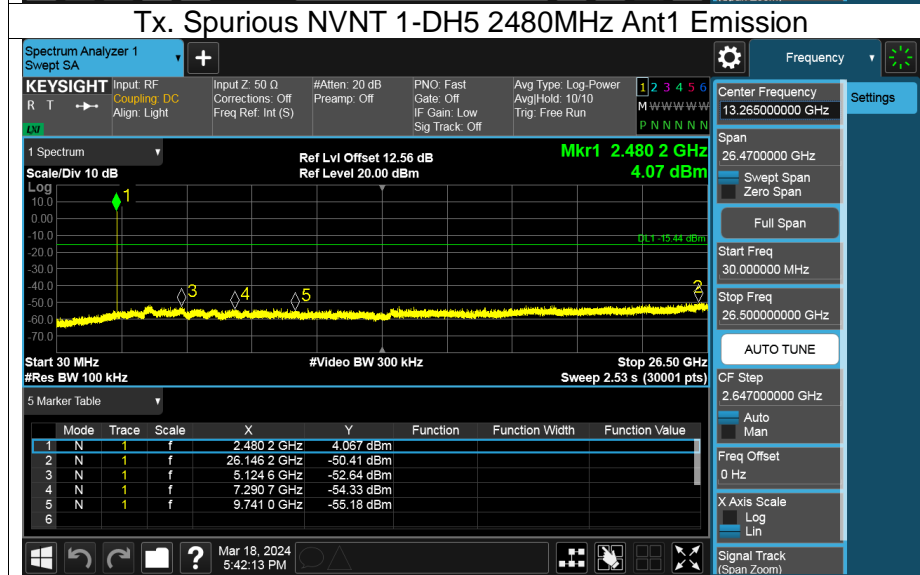 Tx. Spurious NVNT 1-DH5 2480MHz Ant1 Emission
Spectrum Analyzer 1
Swept SA
+
Frequency
KEYSIGHT
R T
LXI
Input: RF
Coupling: DC
Align: Light
Input Z: 50 Ω
Corrections: Off
Freq Ref: Int (S)
#Atten: 20 dB
Preamp: Off
PNO: Fast
Gate: Off
IF Gain: Low
Sig Track: Off
Avg Type: Log-Power
Avg|Hold: 10/10
Trig: Free Run
1 2 3 4 5 6
M W W W W W
P N N N N N
1 Spectrum
Scale/Div 10 dB
Ref Lvl Offset 12.56 dB
Ref Level 20.00 dBm
Mkr1 2.480 2 GHz
4.07 dBm
Log
10.0
0.00
-10.0
-20.0
-30.0
-40.0
-50.0
-60.0
-70.0
1
3
4
5
2
DL1 -15.44 dBm
Start 30 MHz
#Res BW 100 kHz
#Video BW 300 kHz
Stop 26.50 GHz
Sweep 2.53 s (30001 pts)
5 Marker Table
Mode Trace Scale X Y Function Function Width Function Value
1 N 1 f 2.480 2 GHz 4.067 dBm
2 N 1 f 26.146 2 GHz -50.41 dBm
3 N 1 f 5.124 6 GHz -52.64 dBm
4 N 1 f 7.290 7 GHz -54.33 dBm
5 N 1 f 9.741 0 GHz -55.18 dBm
6
?
Mar 18, 2024
5:42:13 PM
Center Frequency
13.265000000 GHz
Settings
Span
26.4700000 GHz
Swept Span
Zero Span
Full Span
Start Freq
30.000000 MHz
Stop Freq
26.500000000 GHz
AUTO TUNE
CF Step
2.647000000 GHz
Auto
Man
Freq Offset
0 Hz
X Axis Scale
Log
Lin
Signal Track
(Span Zoom)